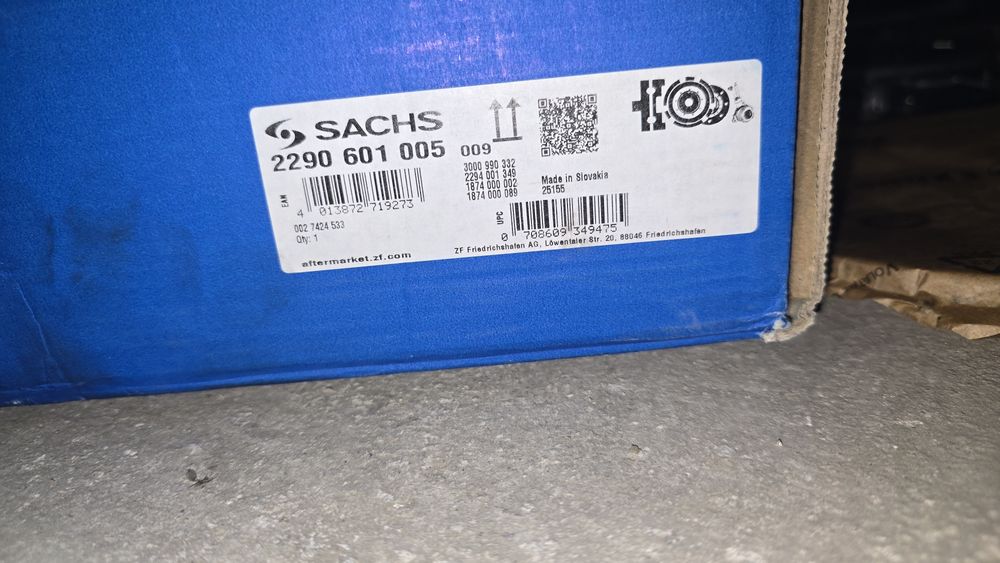 SACHS
2290 601 005 009
3000 990 332
2294 001 349
1874 000 002
1874 000 089
Made in Slovakia
25155
EAN
4 013872 719273
UPC
0 708609 349475
002 7424 533
Qty: 1
aftermarket.zf.com
ZF Friedrichshafen AG, Löwentaler Str. 20, 88046 Friedrichshafen